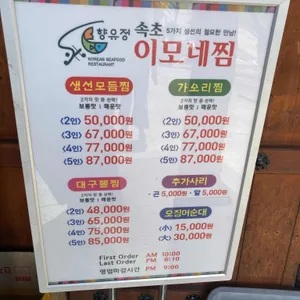 향유정
KOREAN SEAFOOD
RESTAURANT
속초
5가지 생선의 절묘한 만남!
이모네찜
생선모듬찜
2가지 맛 중 선택!
보통맛 | 매운맛
(2인) 50,000원
(3인) 67,000원
(4인) 77,000원
(5인) 87,000원
가오리찜
2가지 맛 중 선택!
보통맛 | 매운맛
(2인) 50,000원
(3인) 67,000원
(4인) 77,000원
(5인) 87,000원
대구뽈찜
2가지 맛 중 선택!
보통맛 | 매운맛
(2인) 48,000원
(3인) 65,000원
(4인) 75,000원
(5인) 85,000원
추가사리
· 곤 5,000원 · 알 5,000원
오징어순대
(小) 15,000원
(大) 30,000원
First Order AM 10:00
Last Order PM 8:10
영업마감시간 PM 9:00